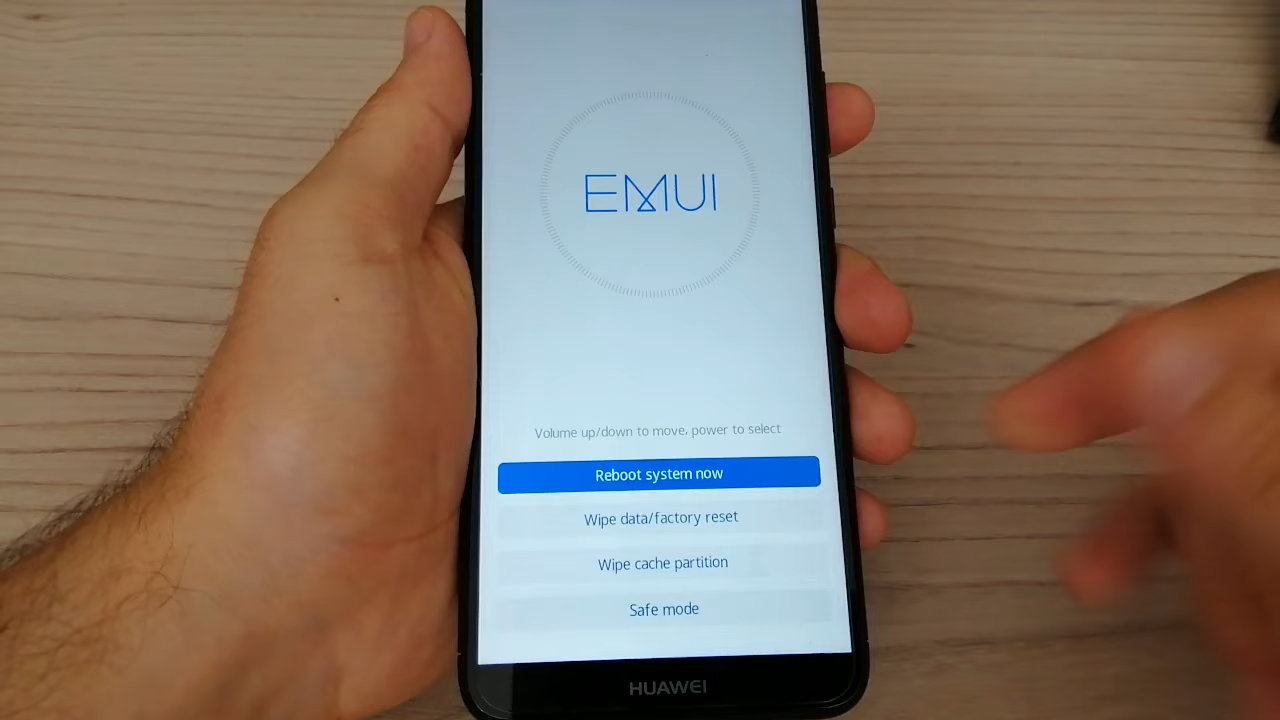 EMUI
Volume up/down to move, power to select
Reboot system now
Wipe data/factory reset
Wipe cache partition
Safe mode
HUAWEI